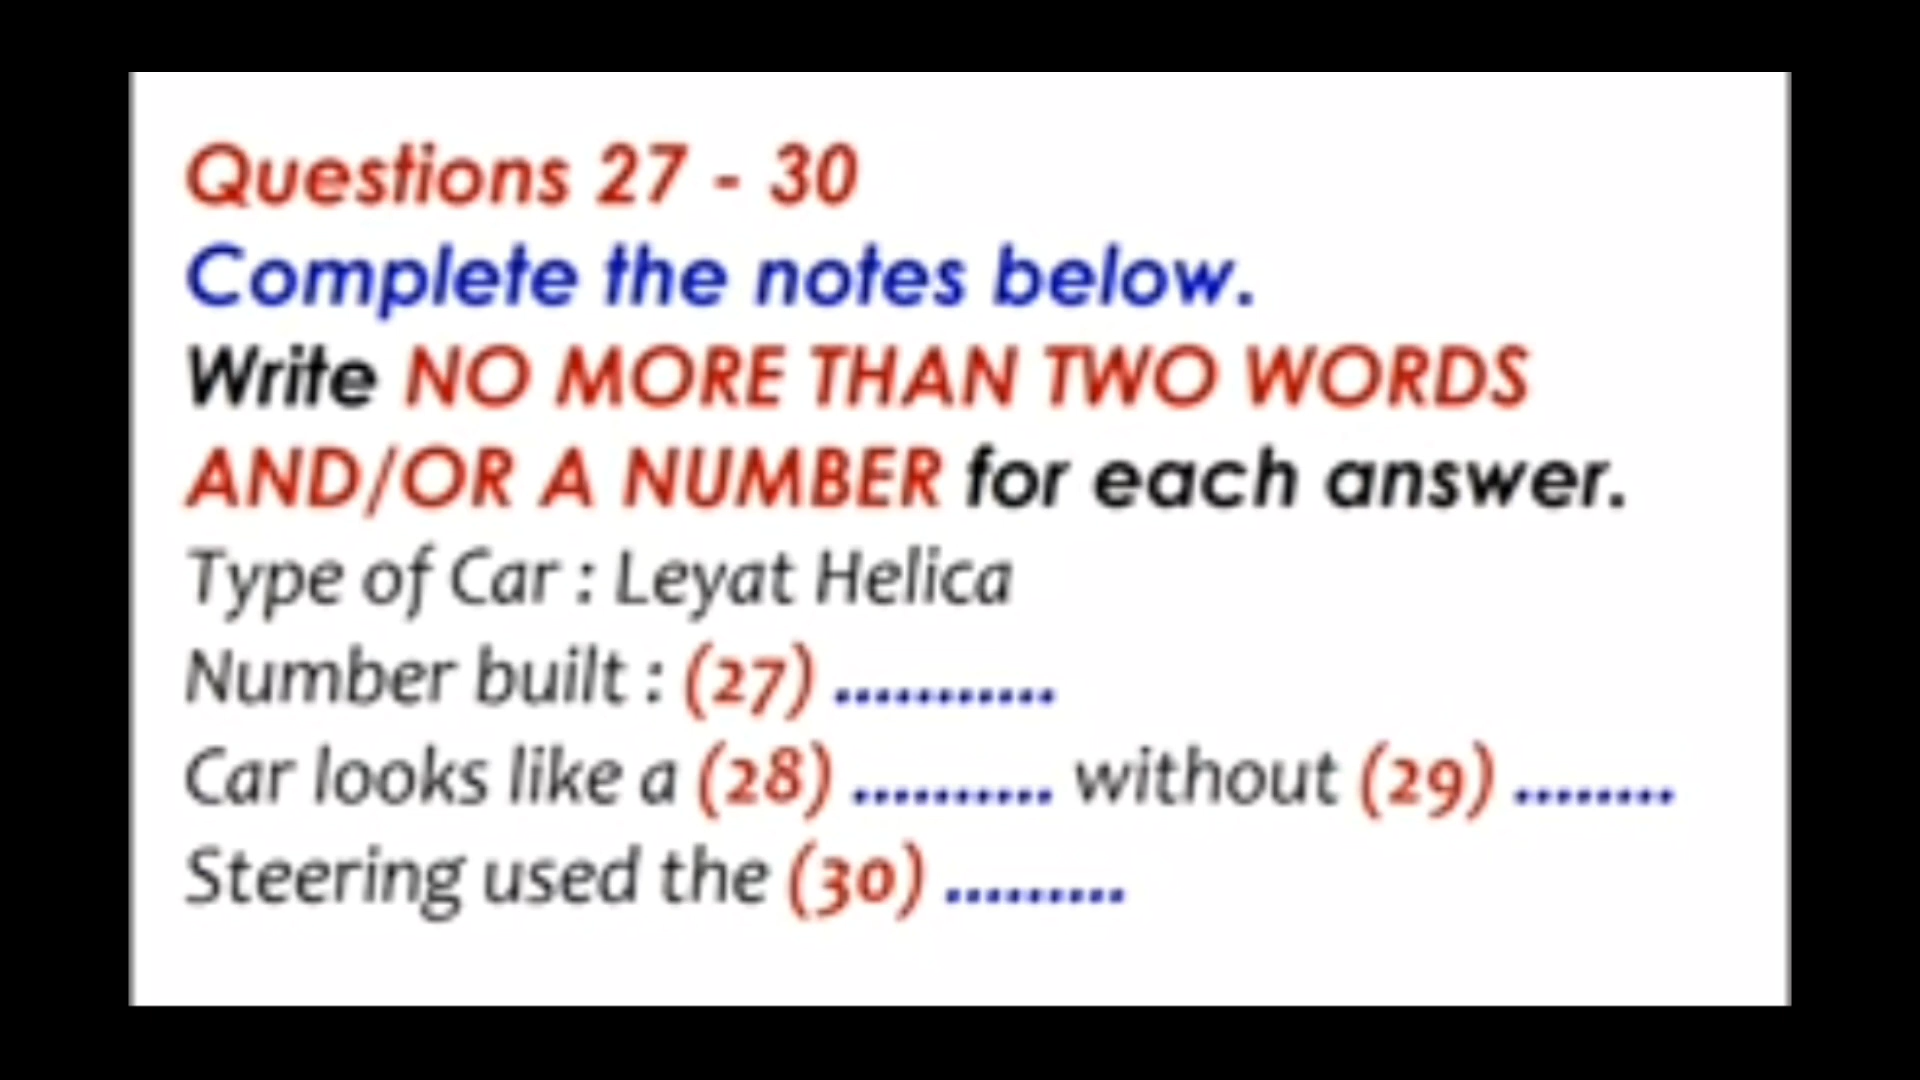 Questions 27 - 30
Complete the notes below.
Write NO MORE THAN TWO WORDS
AND/OR A NUMBER for each answer.
Type of Car : Leyat Helica
Number built : (27) ...........
Car looks like a (28) .......... without (29) ........
Steering used the (30) .........